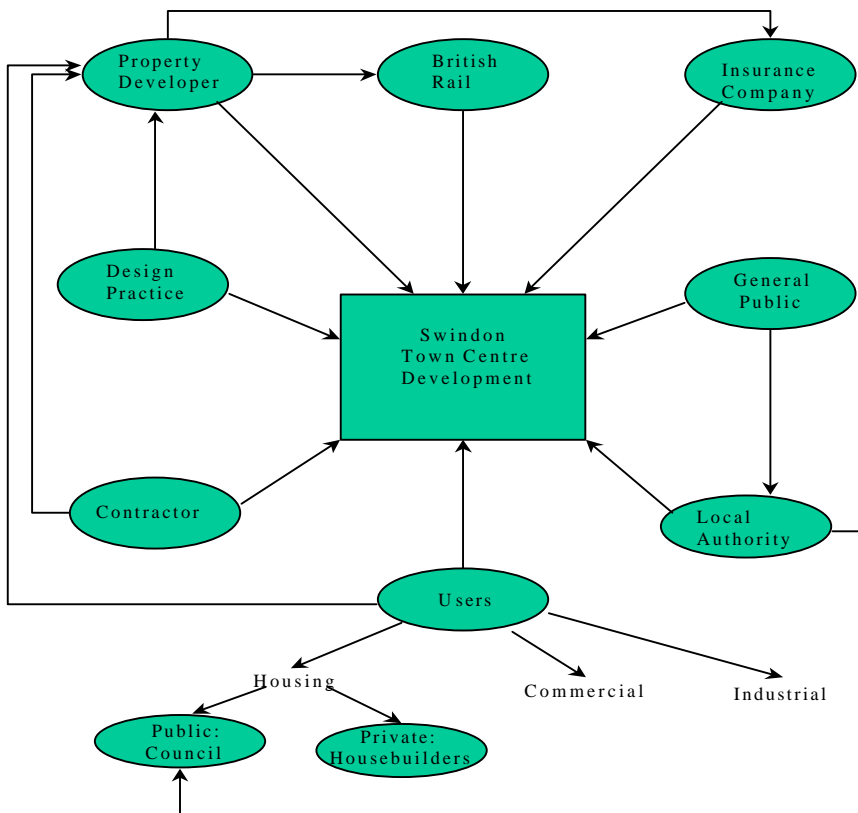 Property
Developer
British
Rail
Insurance
Company
Design
Practice
General
Public
Swindon
Town Centre
Development
Contractor
Local
Authority
Users
Housing
Commercial
Industrial
Public:
Council
Private:
Housebuilders